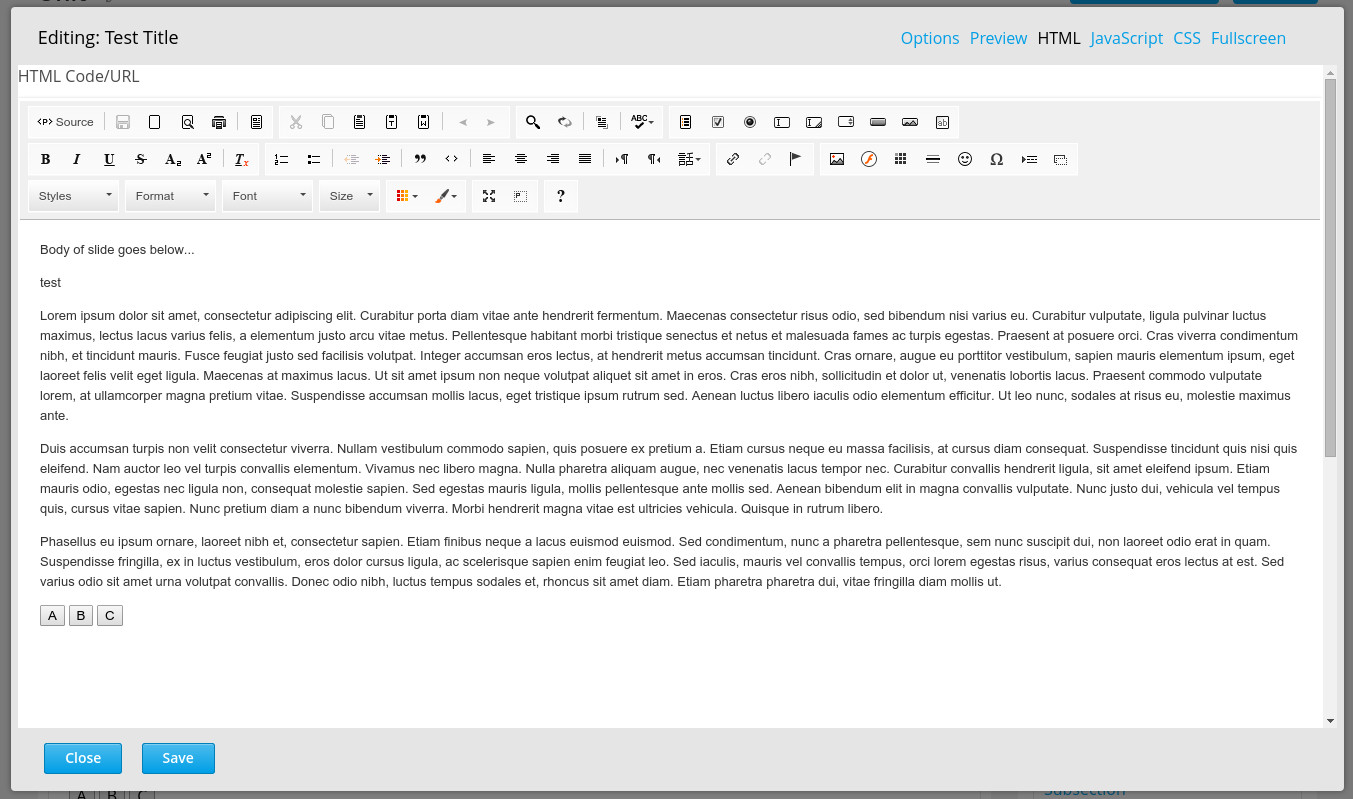 Editing: Test Title
Options Preview HTML JavaScript CSS Fullscreen
HTML Code/URL
Source
ABC
ab
B I U S A2 A2 Tx
Styles Format Font Size ?
Body of slide goes below...
test
Lorem ipsum dolor sit amet, consectetur adipiscing elit. Curabitur porta diam vitae ante hendrerit fermentum. Maecenas consectetur risus odio, sed bibendum nisi varius eu. Curabitur vulputate, ligula pulvinar luctus
maximus, lectus lacus varius felis, a elementum justo arcu vitae metus. Pellentesque habitant morbi tristique senectus et netus et malesuada fames ac turpis egestas. Praesent at posuere orci. Cras viverra condimentum
nibh, et tincidunt mauris. Fusce feugiat justo sed facilisis volutpat. Integer accumsan eros lectus, at hendrerit metus accumsan tincidunt. Cras ornare, augue eu porttitor vestibulum, sapien mauris elementum ipsum, eget
laoreet felis velit eget ligula. Maecenas at maximus lacus. Ut sit amet ipsum non neque volutpat aliquet sit amet in eros. Cras eros nibh, sollicitudin et dolor ut, venenatis lobortis lacus. Praesent commodo vulputate
lorem, at ullamcorper magna pretium vitae. Suspendisse accumsan mollis lacus, eget tristique ipsum rutrum sed. Aenean luctus libero iaculis odio elementum efficitur. Ut leo nunc, sodales at risus eu, molestie maximus
ante.
Duis accumsan turpis non velit consectetur viverra. Nullam vestibulum commodo sapien, quis posuere ex pretium a. Etiam cursus neque eu massa facilisis, at cursus diam consequat. Suspendisse tincidunt quis nisi quis
eleifend. Nam auctor leo vel turpis convallis elementum. Vivamus nec libero magna. Nulla pharetra aliquam augue, nec venenatis lacus tempor nec. Curabitur convallis hendrerit ligula, sit amet eleifend ipsum. Etiam
mauris odio, egestas nec ligula non, consequat molestie sapien. Sed egestas mauris ligula, mollis pellentesque ante mollis sed. Aenean bibendum elit in magna convallis vulputate. Nunc justo dui, vehicula vel tempus
quis, cursus vitae sapien. Nunc pretium diam a nunc bibendum viverra. Morbi hendrerit magna vitae est ultricies vehicula. Quisque in rutrum libero.
Phasellus eu ipsum ornare, laoreet nibh et, consectetur sapien. Etiam finibus neque a lacus euismod euismod. Sed condimentum, nunc a pharetra pellentesque, sem nunc suscipit dui, non laoreet odio erat in quam.
Suspendisse fringilla, ex in luctus vestibulum, eros dolor cursus ligula, ac scelerisque sapien enim feugiat leo. Sed iaculis, mauris vel convallis tempus, orci lorem egestas risus, varius consequat eros lectus at est. Sed
varius odio sit amet urna volutpat convallis. Donec odio nibh, luctus tempus sodales et, rhoncus sit amet diam. Etiam pharetra pharetra dui, vitae fringilla diam mollis ut.
A B C
Close Save
A B C
Subsection